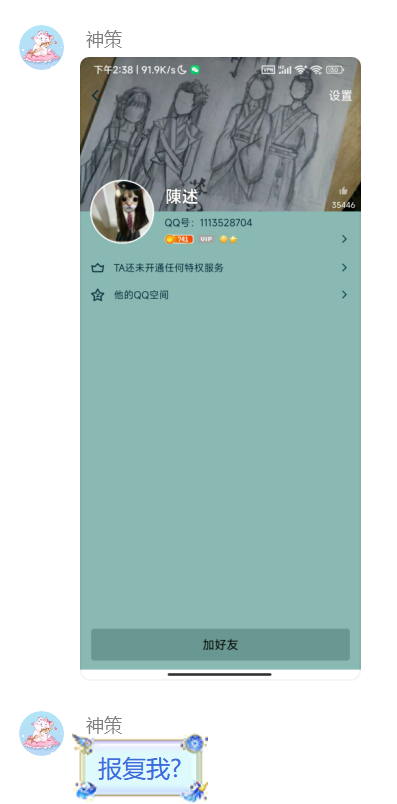 神策
下午2:38 | 91.9K/s
设置
陳述
35446
QQ号：1113528704
741 VIP
TA还未开通任何特权服务
他的QQ空间
加好友
神策
报复我?